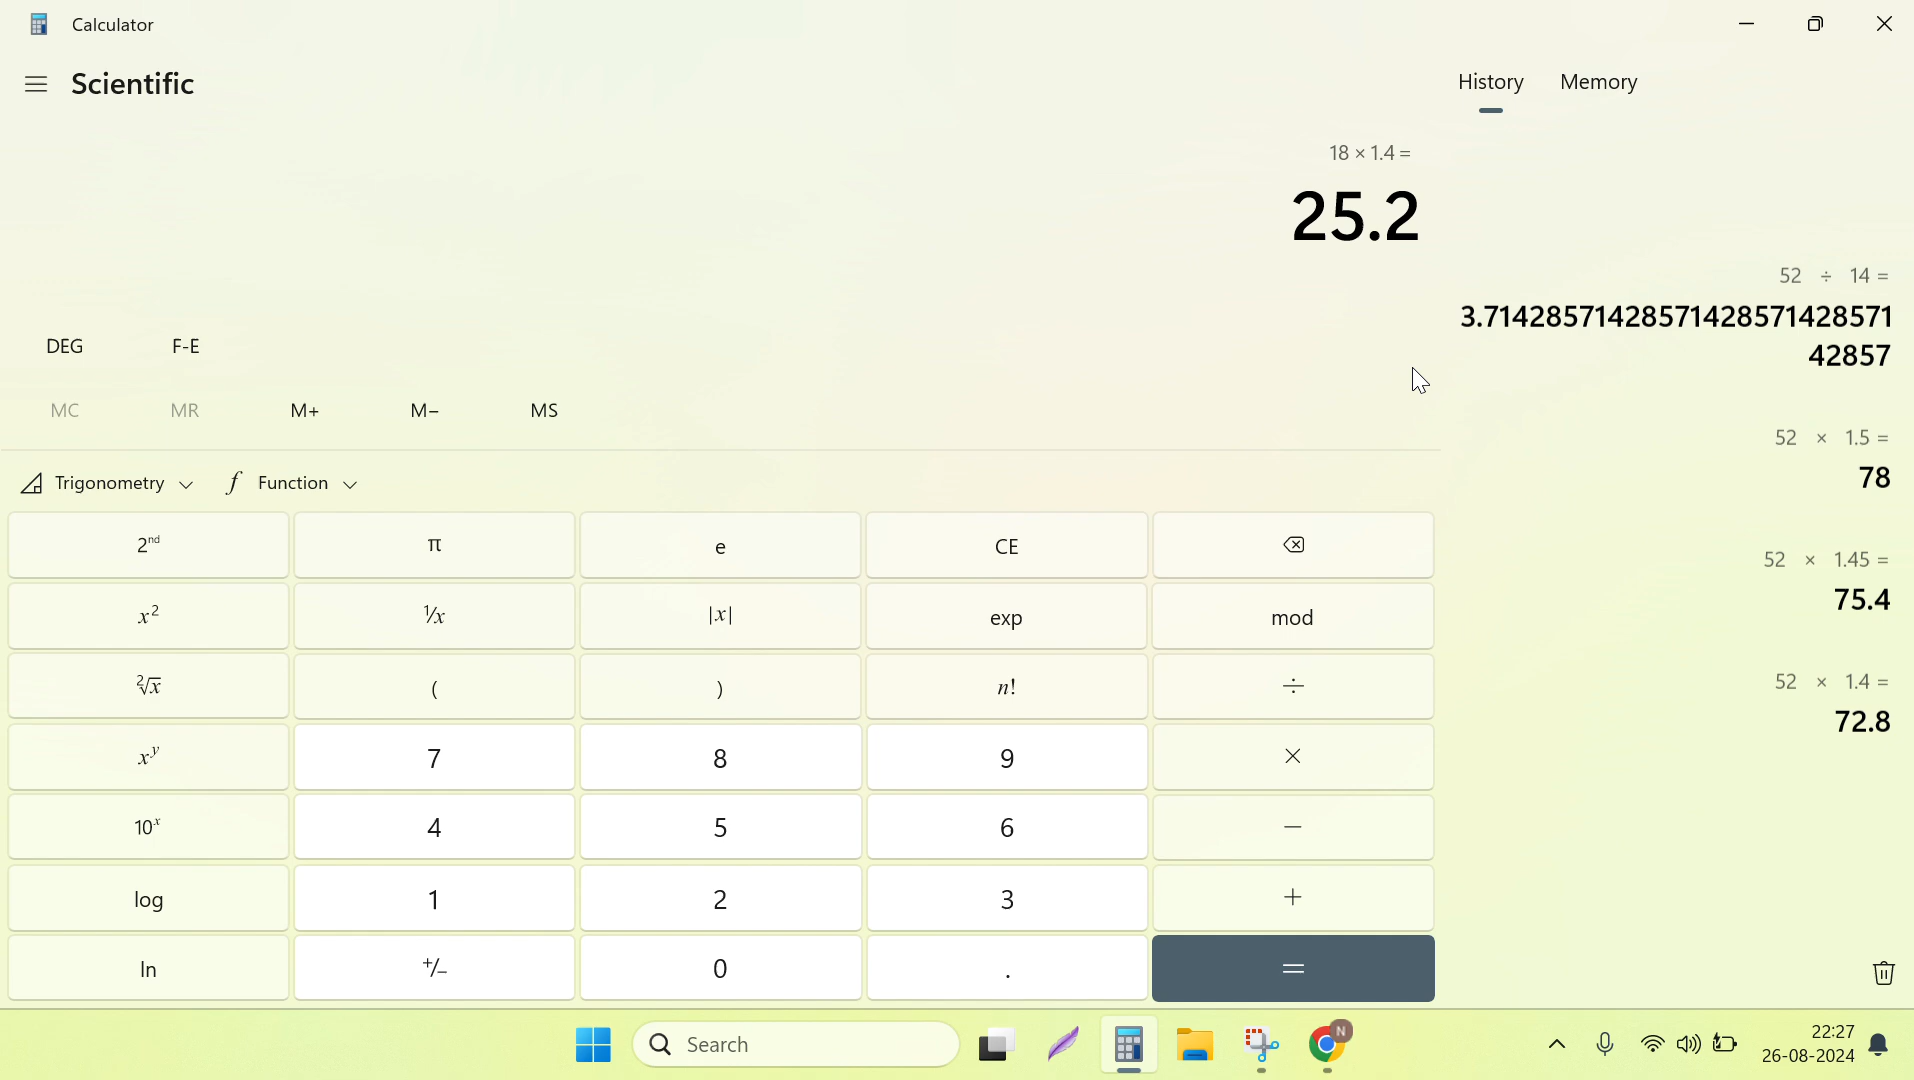 Calculator
Scientific
History Memory
18 × 1.4 =
25.2
52 ÷ 14 =
3.71428571428571428571428571
42857
52 × 1.5 =
78
52 × 1.45 =
75.4
52 × 1.4 =
72.8
DEG F-E
MC MR M+ M− MS
Trigonometry f Function
2ⁿᵈ π e CE
x² ¹/x |x| exp mod
²√x ( ) n! ÷
xʸ 7 8 9 ×
10ˣ 4 5 6 −
log 1 2 3 +
ln +/− 0 . =
Search
N
22:27
26-08-2024